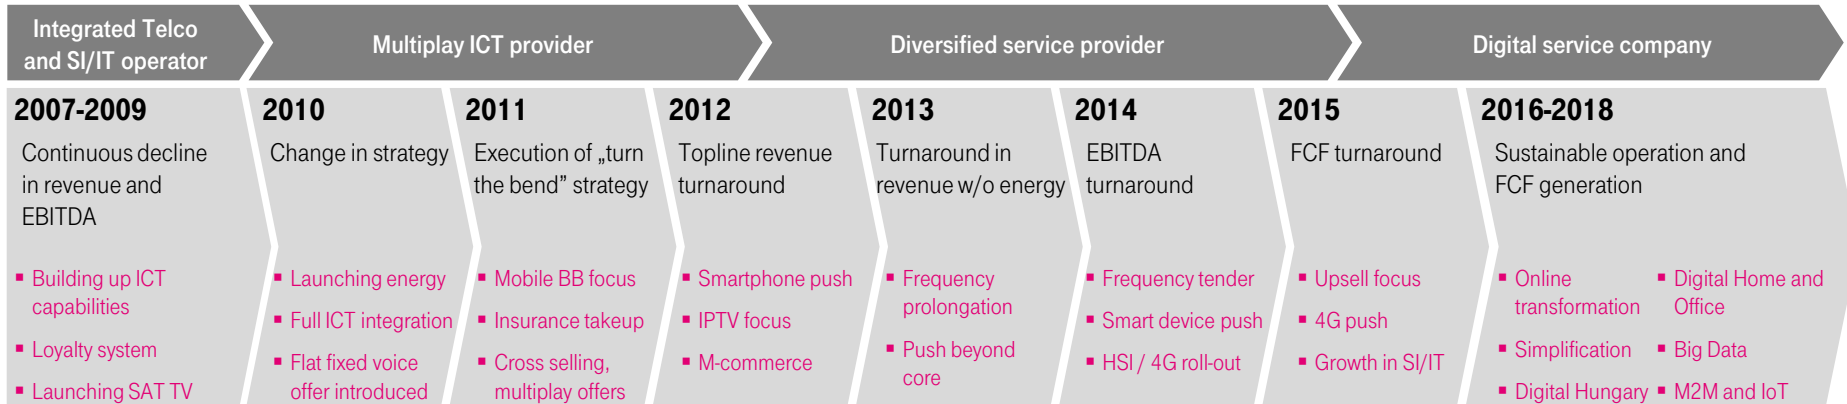 Integrated Telco
and SI/IT operator
Multiplay ICT provider
Diversified service provider
Digital service company
2007-2009
Continuous decline
in revenue and
EBITDA
▪ Building up ICT
capabilities
▪ Loyalty system
▪ Launching SAT TV
2010
Change in strategy
▪ Launching energy
▪ Full ICT integration
▪ Flat fixed voice
offer introduced
2011
Execution of „turn
the bend” strategy
▪ Mobile BB focus
▪ Insurance takeup
▪ Cross selling,
multiplay offers
2012
Topline revenue
turnaround
▪ Smartphone push
▪ IPTV focus
▪ M-commerce
2013
Turnaround in
revenue w/o energy
▪ Frequency
prolongation
▪ Push beyond
core
2014
EBITDA
turnaround
▪ Frequency tender
▪ Smart device push
▪ HSI / 4G roll-out
2015
FCF turnaround
▪ Upsell focus
▪ 4G push
▪ Growth in SI/IT
2016-2018
Sustainable operation and
FCF generation
▪ Online
transformation
▪ Simplification
▪ Digital Hungary
▪ Digital Home and
Office
▪ Big Data
▪ M2M and IoT